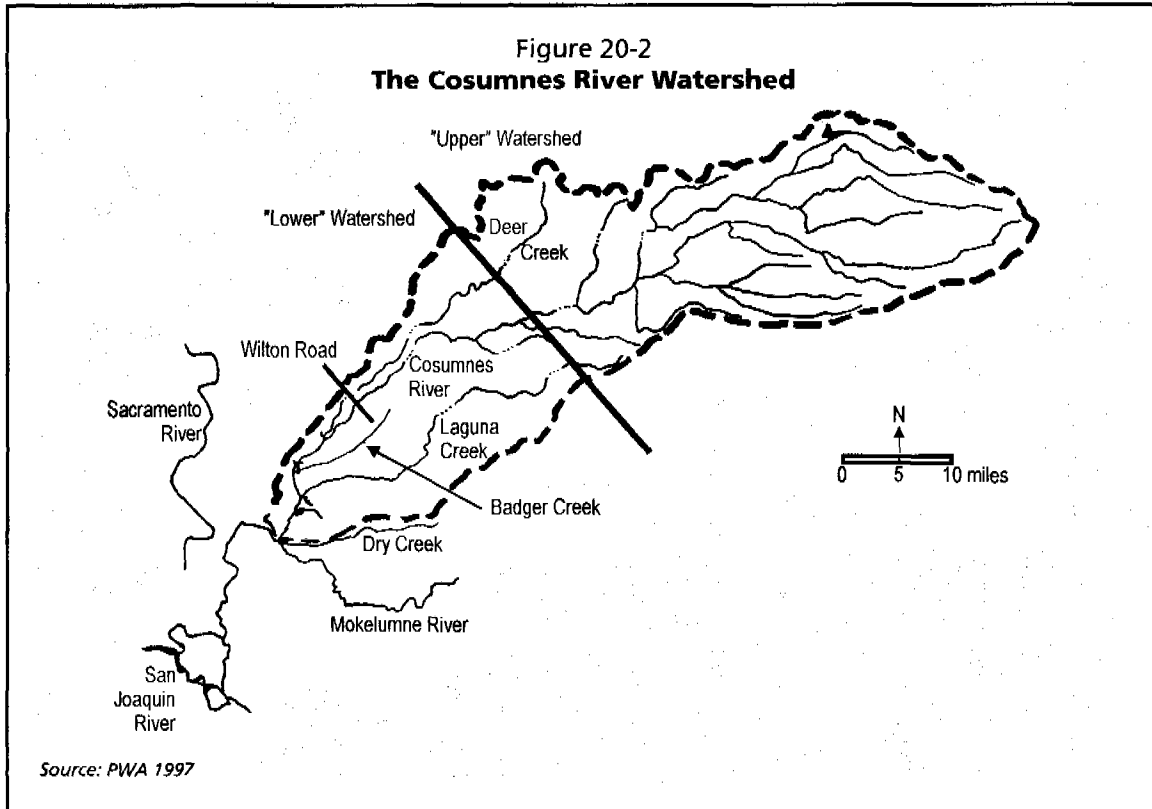 Figure 20-2
The Cosumnes River Watershed
"Upper" Watershed
"Lower" Watershed
Deer
Creek
Wilton Road
Cosumnes
River
Sacramento
River
Laguna
Creek
N
0 5 10 miles
Badger Creek
Dry Creek
Mokelumne River
San
Joaquin
River
Source: PWA 1997